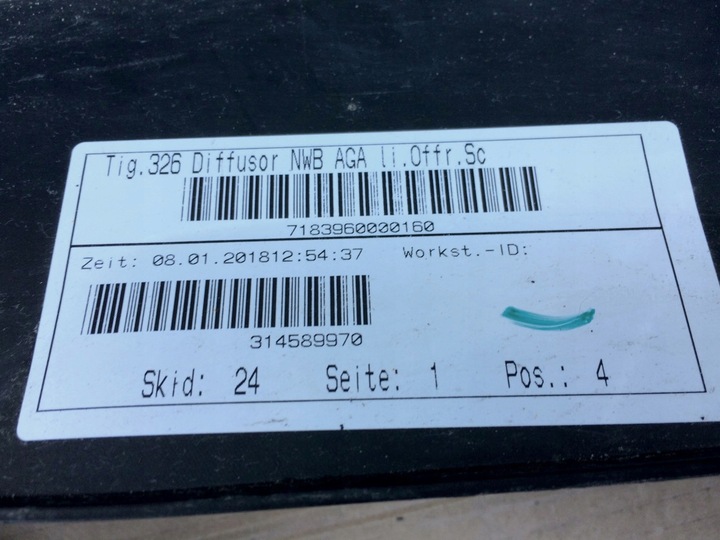 Tig.326 Diffusor NWB AGA li.Offr.Sc
7183960000160
Zeit: 08.01.201812:54:37 Workst.-ID:
314589970
Skid: 24 Seite: 1 Pos.: 4